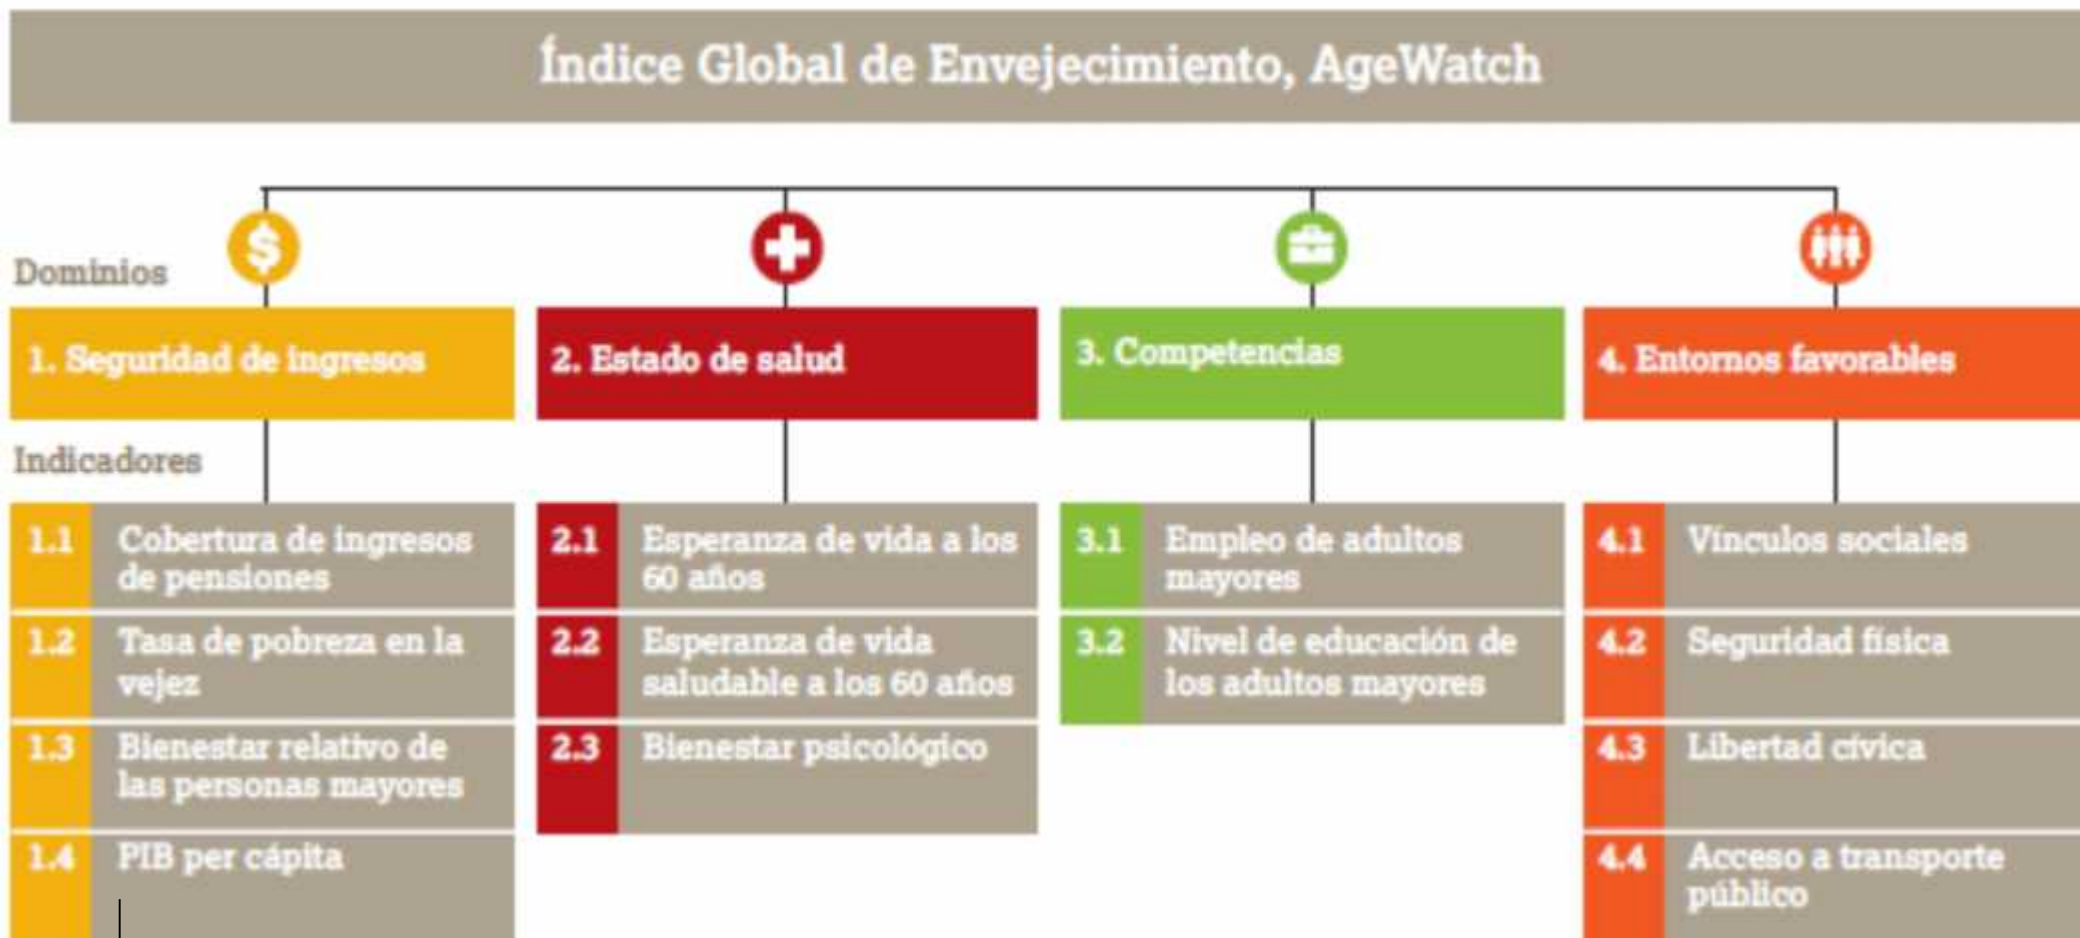 Índice Global de Envejecimiento, AgeWatch
Dominios
1. Seguridad de ingresos
2. Estado de salud
3. Competencias
4. Entornos favorables
Indicadores
1.1 Cobertura de ingresos
de pensiones
1.2 Tasa de pobreza en la
vejez
1.3 Bienestar relativo de
las personas mayores
1.4 PIB per cápita
2.1 Esperanza de vida a los
60 años
2.2 Esperanza de vida
saludable a los 60 años
2.3 Bienestar psicológico
3.1 Empleo de adultos
mayores
3.2 Nivel de educación de
los adultos mayores
4.1 Vínculos sociales
4.2 Seguridad física
4.3 Libertad cívica
4.4 Acceso a transporte
público